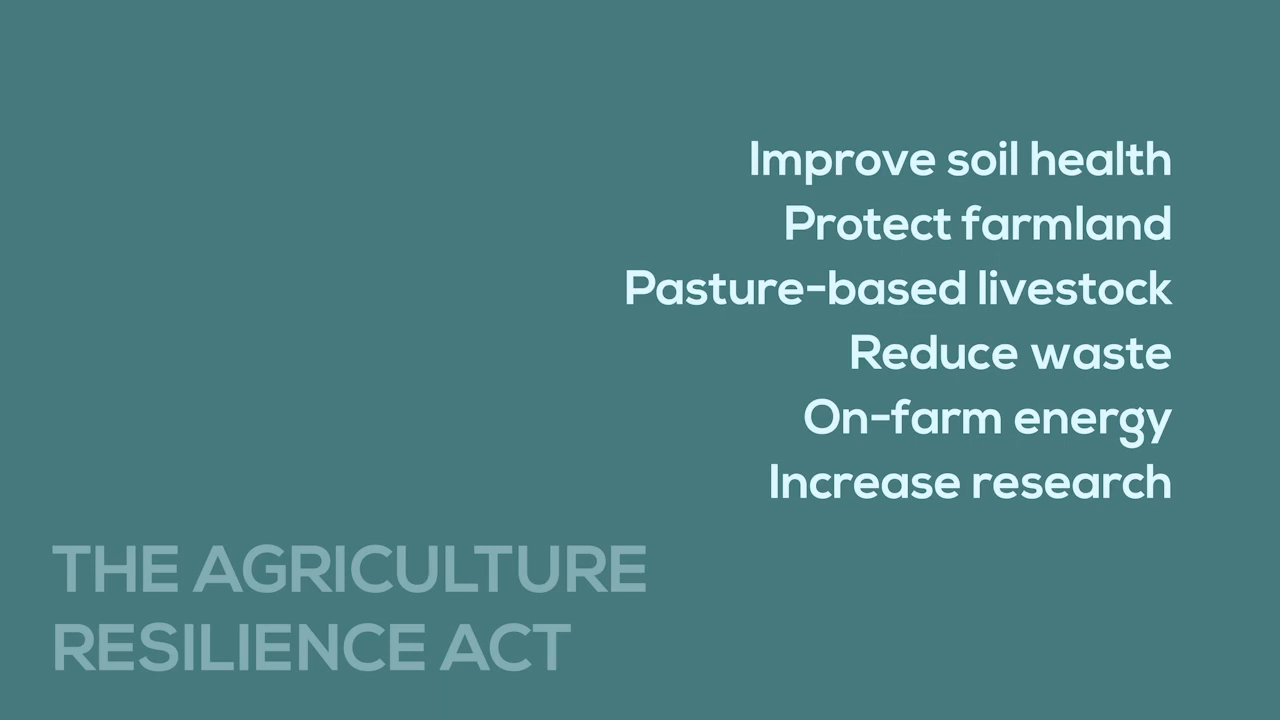 Improve soil health
Protect farmland
Pasture-based livestock
Reduce waste
On-farm energy
Increase research
THE AGRICULTURE
RESILIENCE ACT